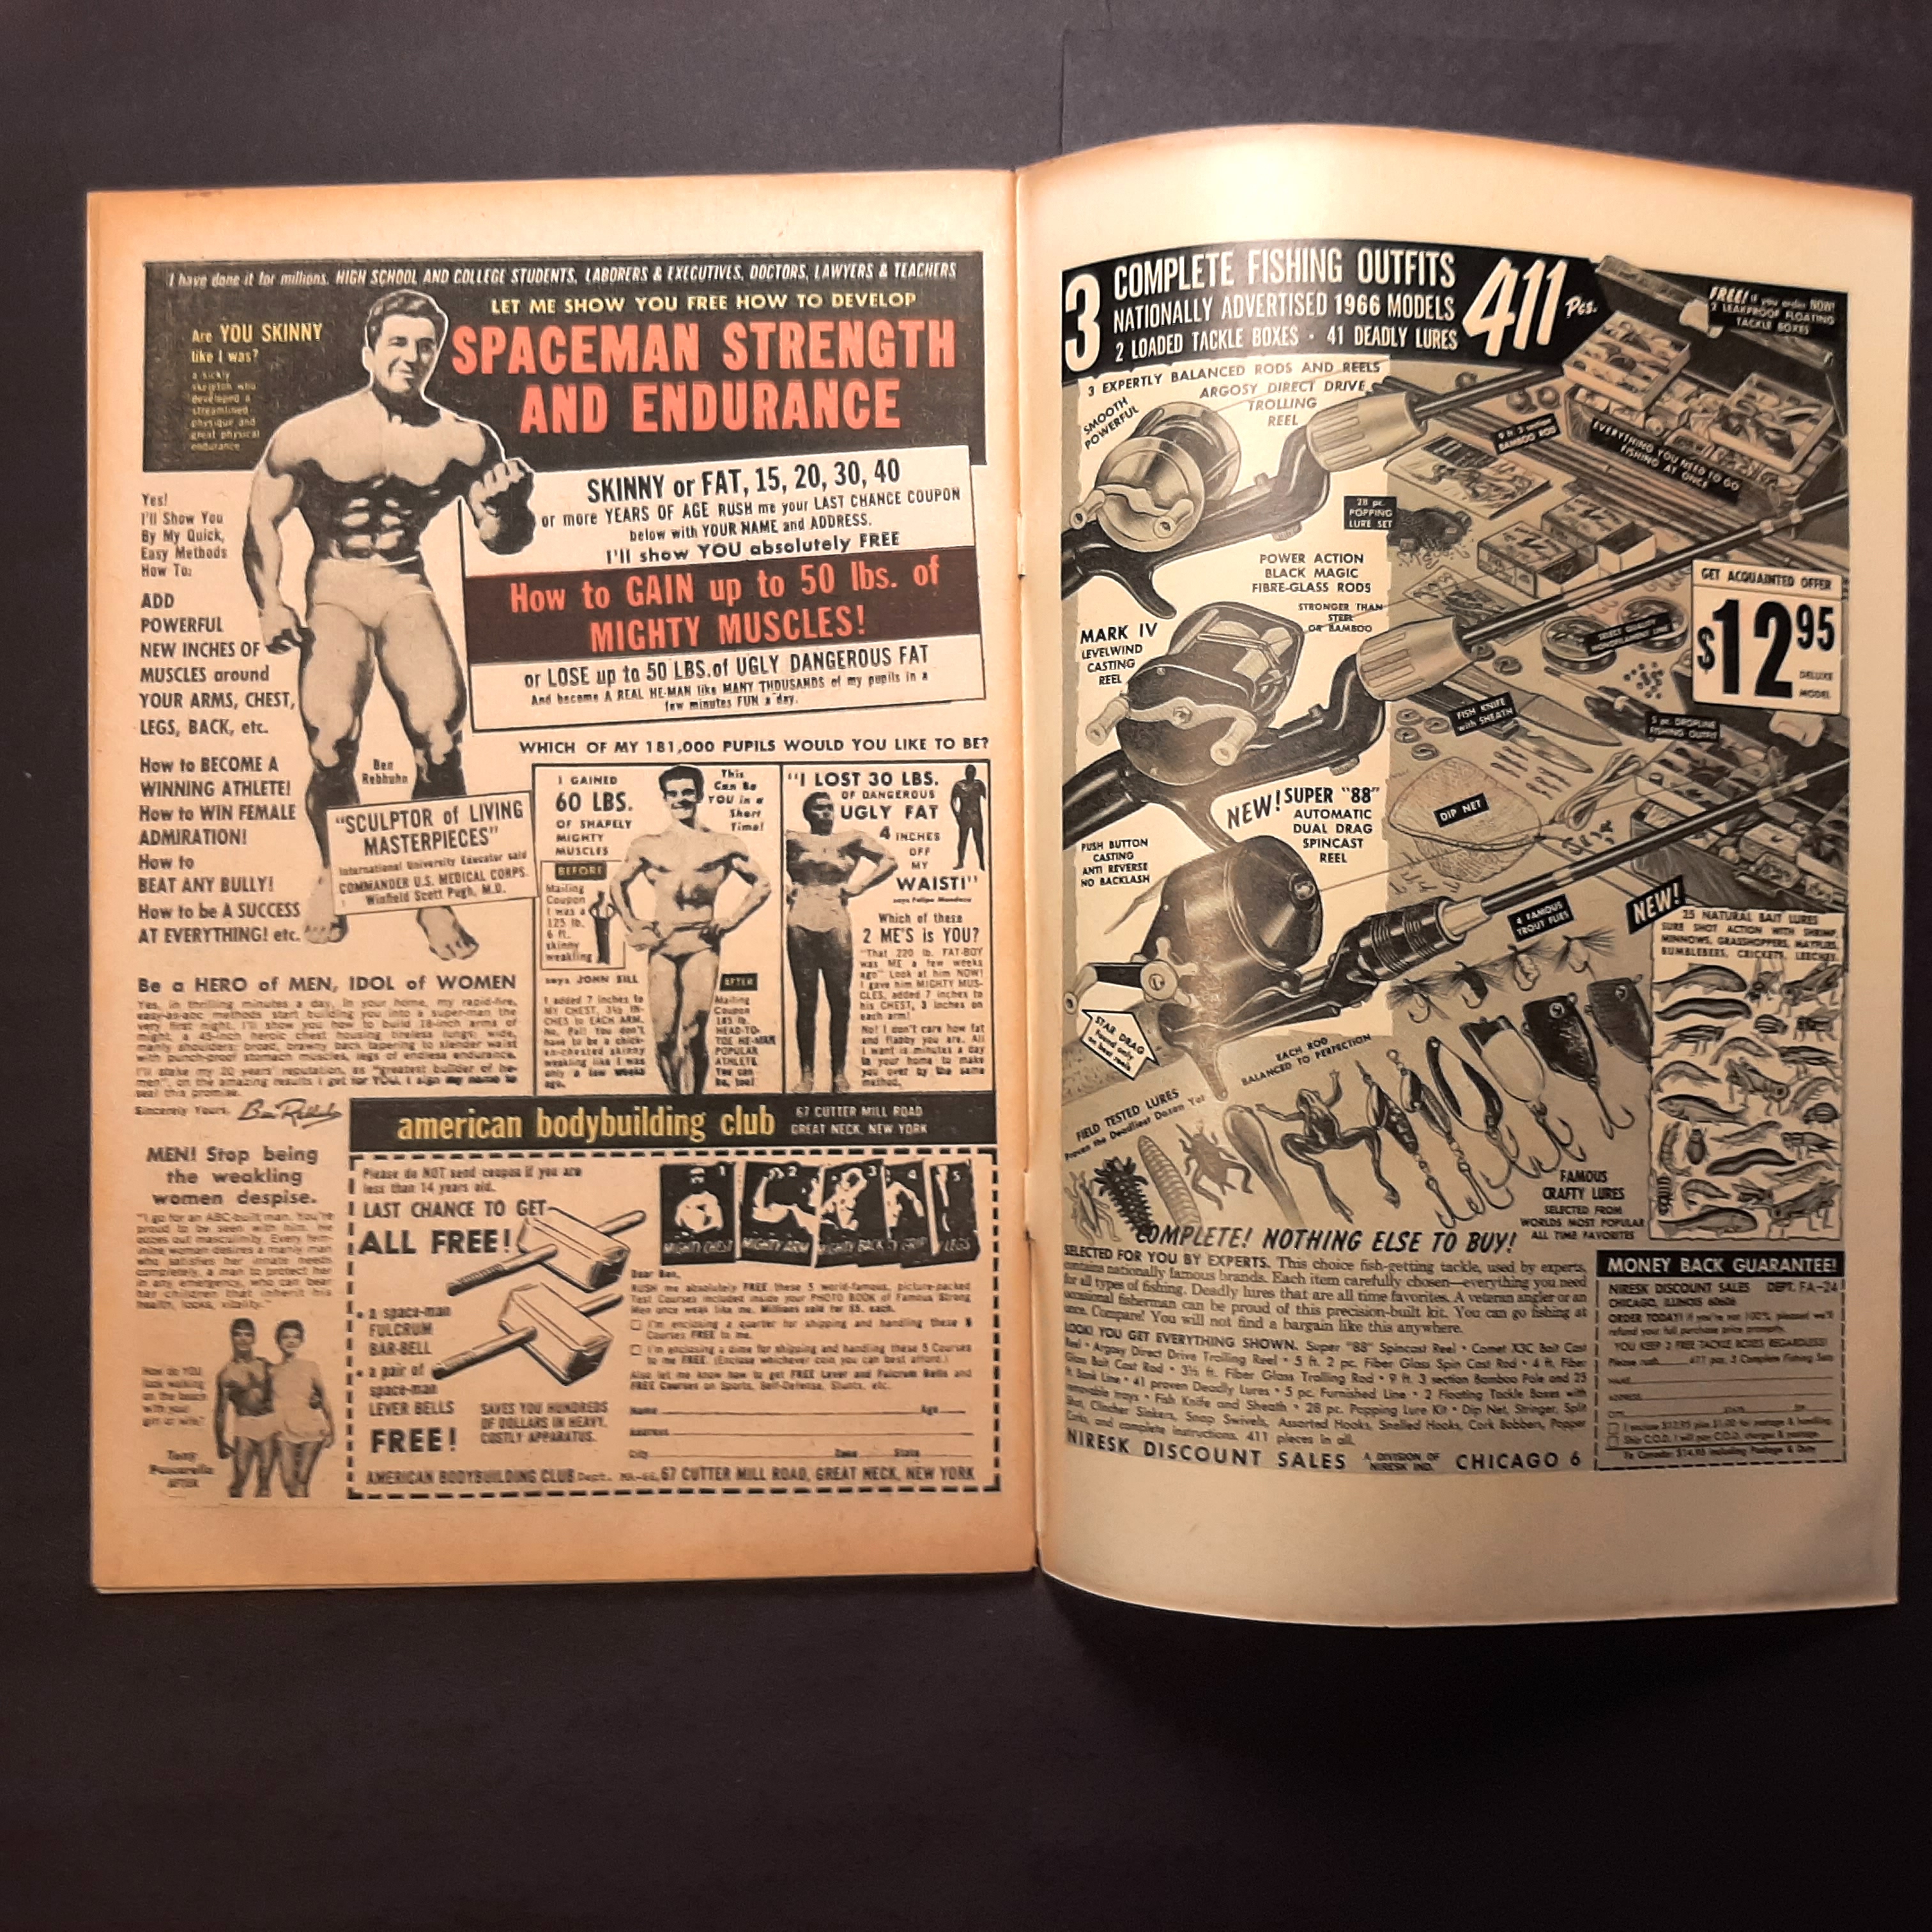 I have done it for millions. HIGH SCHOOL AND COLLEGE STUDENTS, LABORERS & EXECUTIVES, DOCTORS, LAWYERS & TEACHERS
LET ME SHOW YOU FREE HOW TO DEVELOP
SPACEMAN STRENGTH
AND ENDURANCE
Are YOU SKINNY
like I was?
a sickly
skeleton who
developed a
streamlined
physique and
great physical
endurance
SKINNY or FAT, 15, 20, 30, 40
or more YEARS OF AGE RUSH me your LAST CHANCE COUPON
below with YOUR NAME and ADDRESS.
I'll show YOU absolutely FREE
How to GAIN up to 50 lbs. of
MIGHTY MUSCLES!
or LOSE up to 50 LBS. of UGLY DANGEROUS FAT
And become A REAL HE-MAN like MANY THOUSANDS of my pupils in a
few minutes FUN a day.
Yes!
I'll Show You
By My Quick,
Easy Methods
How To:
ADD
POWERFUL
NEW INCHES OF
MUSCLES around
YOUR ARMS, CHEST,
LEGS, BACK, etc.
How to BECOME A
WINNING ATHLETE!
How to WIN FEMALE
ADMIRATION!
How to
BEAT ANY BULLY!
How to be A SUCCESS
AT EVERYTHING! etc.
Ben
Rebhuhn
"SCULPTOR of LIVING
MASTERPIECES"
International University Educator said
COMMANDER U.S. MEDICAL CORPS.
Winfield Scott Pugh, M.D.
WHICH OF MY 181,000 PUPILS WOULD YOU LIKE TO BE?
I GAINED
60 LBS.
OF SHAPELY
MIGHTY
MUSCLES
This
Can Be
YOU in a
Short
Time!
BEFORE
Mailing
Coupon
I was a
125 lb.
6 ft.
skinny
weakling
says JOHN SILL
I added 7 inches to
MY CHEST, 3½ IN-
CHES to EACH ARM.
No, Pal! You don't
have to be a chick-
en-chested skinny
weakling like I was
only a few weeks
ago.
AFTER
Mailing
Coupon
185 lb.
HEAD-TO-
TOE HE-MAN
POPULAR
ATHLETE
You can
be, too!
"I LOST 30 LBS.
OF DANGEROUS
UGLY FAT
4 INCHES
OFF
MY
WAIST!"
says Felipe Mendoza
Which of these
2 ME'S is YOU?
"That 220 lb. FAT-BOY
was ME a few weeks
ago" Look at him NOW!
I gave him MIGHTY MUS-
CLES, added 7 inches to
his CHEST, 3 inches on
each arm!
No! I don't care how fat
and flabby you are. All
I want is minutes a day
in your home to make
you over by the same
method.
Be a HERO of MEN, IDOL of WOMEN
Yes, in thrilling minutes a day, in your home, my rapid-fire,
easy-as-abc methods start building you into a super-man the
very first night. I'll show you how to build 18-inch arms of
might, a 45-inch heroic chest housing tireless lungs; wide,
manly shoulders; broad, brawny back tapering to slender waist
with punch-proof stomach muscles, legs of endless endurance.
I'll stake my 20 years' reputation, as "greatest builder of he-
men", on the amazing results I get for YOU. I sign my name to
seal this promise.
Sincerely Yours,
american bodybuilding club
67 CUTTER MILL ROAD
GREAT NECK, NEW YORK
MEN! Stop being
the weakling
women despise.
"I go for an ABC-built man. You're
proud to be seen with him. He
oozes out masculinity. Every fem-
inine woman desires a manly man
who satisfies her innate needs
completely, a man to protect her
in any emergency, who can bear
her children that inherit his
health, looks, vitality."
How do YOU
look walking
on the beach
with your
girl or wife?
Tony
AFTER
Please do NOT send coupon if you are
less than 14 years old.
LAST CHANCE TO GET
ALL FREE!
• a space-man
FULCRUM
BAR-BELL
• a pair of
space-man
LEVER BELLS
FREE!
SAVES YOU HUNDREDS
OF DOLLARS IN HEAVY,
COSTLY APPARATUS.
1
2
3
4
5
MIGHTY CHEST
MIGHTY ARM
MIGHTY BACK
GRIP
LEGS
Dear Ben,
RUSH me absolutely FREE these 5 world-famous, picture-packed
Test Courses included inside your PHOTO BOOK of Famous Strong
Men once weak like me. Millions sold for $5. each.
I'm enclosing a quarter for shipping and handling these 5
Courses FREE to me.
I'm enclosing a dime for shipping and handling these 5 Courses
to me FREE. (Enclose whichever coin you can best afford.)
Also let me know how to get FREE Lever and Fulcrum Bells and
FREE Courses on Sports, Self-Defense, Stunts, etc.
Name Age
Address
City Zone State
AMERICAN BODYBUILDING CLUB Dept. 67 CUTTER MILL ROAD, GREAT NECK, NEW YORK
3 COMPLETE FISHING OUTFITS
NATIONALLY ADVERTISED 1966 MODELS
2 LOADED TACKLE BOXES • 41 DEADLY LURES
411 Pcs.
FREE! if you order NOW!
2 LEAKPROOF FLOATING
TACKLE BOXES
3 EXPERTLY BALANCED RODS AND REELS
SMOOTH
POWERFUL
ARGOSY DIRECT DRIVE
TROLLING
REEL
9 ft. 3 section
BAMBOO ROD
EVERYTHING YOU NEED TO GO
FISHING AT
ONCE
28 pc.
POPPING
LURE SET
POWER ACTION
BLACK MAGIC
FIBRE-GLASS RODS
STRONGER THAN
STEEL
OR BAMBOO
GET ACQUAINTED OFFER
$12.95
DELUXE
MODEL
MARK IV
LEVELWIND
CASTING
REEL
SELECT QUALITY
MONOFILAMENT LINE
FISH KNIFE
with SHEATH
5 pc. DROPLINE
FISHING OUTFIT
NEW! SUPER "88"
AUTOMATIC
DUAL DRAG
SPINCAST
REEL
DIP NET
PUSH BUTTON
CASTING
ANTI REVERSE
NO BACKLASH
4 FAMOUS
TROUT FLIES
NEW!
25 NATURAL BAIT LURES
SURE SHOT ACTION WITH SHRIMP,
MINNOWS, GRASSHOPPERS, MAYFLIES,
BUMBLEBEES, CRICKETS, LEECHES
STAR DRAG
found only
on best reels
EACH ROD
BALANCED TO PERFECTION
FIELD TESTED LURES
Proven the Deadliest Dozen Yet
FAMOUS
CRAFTY LURES
SELECTED FROM
WORLDS MOST POPULAR
ALL TIME FAVORITES
COMPLETE! NOTHING ELSE TO BUY!
SELECTED FOR YOU BY EXPERTS. This choice fish-getting tackle, used by experts,
contains nationally famous brands. Each item carefully chosen—everything you need
for all types of fishing. Deadly lures that are all time favorites. A veteran angler or an
occasional fisherman can be proud of this precision-built kit. You can go fishing at
once. Compare! You will not find a bargain like this anywhere.
LOOK! YOU GET EVERYTHING SHOWN. Super "88" Spincast Reel • Comet X3C Bait Cast
Reel • Argosy Direct Drive Trolling Reel • 5 ft. 2 pc. Fiber Glass Spin Cast Rod • 4 ft. Fiber
Glass Bait Cast Rod • 3½ ft. Fiber Glass Trolling Rod • 9 ft. 3 section Bamboo Pole and 25
ft. Bank Line • 41 proven Deadly Lures • 5 pc. Furnished Line • 2 Floating Tackle Boxes with
removable trays • Fish Knife and Sheath • 28 pc. Popping Lure Kit • Dip Net, Stringer, Split
Shot, Clincher Sinkers, Snap Swivels, Assorted Hooks, Snelled Hooks, Cork Bobbers, Popper
Corks, and complete instructions. 411 pieces in all.
NIRESK DISCOUNT SALES A DIVISION OF NIRESK IND. CHICAGO 6
MONEY BACK GUARANTEE!
NIRESK DISCOUNT SALES DEPT. FA-24
CHICAGO, ILLINOIS 60606
ORDER TODAY! If you're not 100% pleased we'll
refund your full purchase price promptly.
YOU KEEP 2 FREE TACKLE BOXES REGARDLESS!
Please rush 411 pc. 3 Complete Fishing Sets
NAME
ADDRESS
CITY STATE
I enclose $12.95 plus $1.00 for postage & handling.
Ship C.O.D. I will pay C.O.D. charges & postage.
To Canada: $14.95 including Postage & Duty